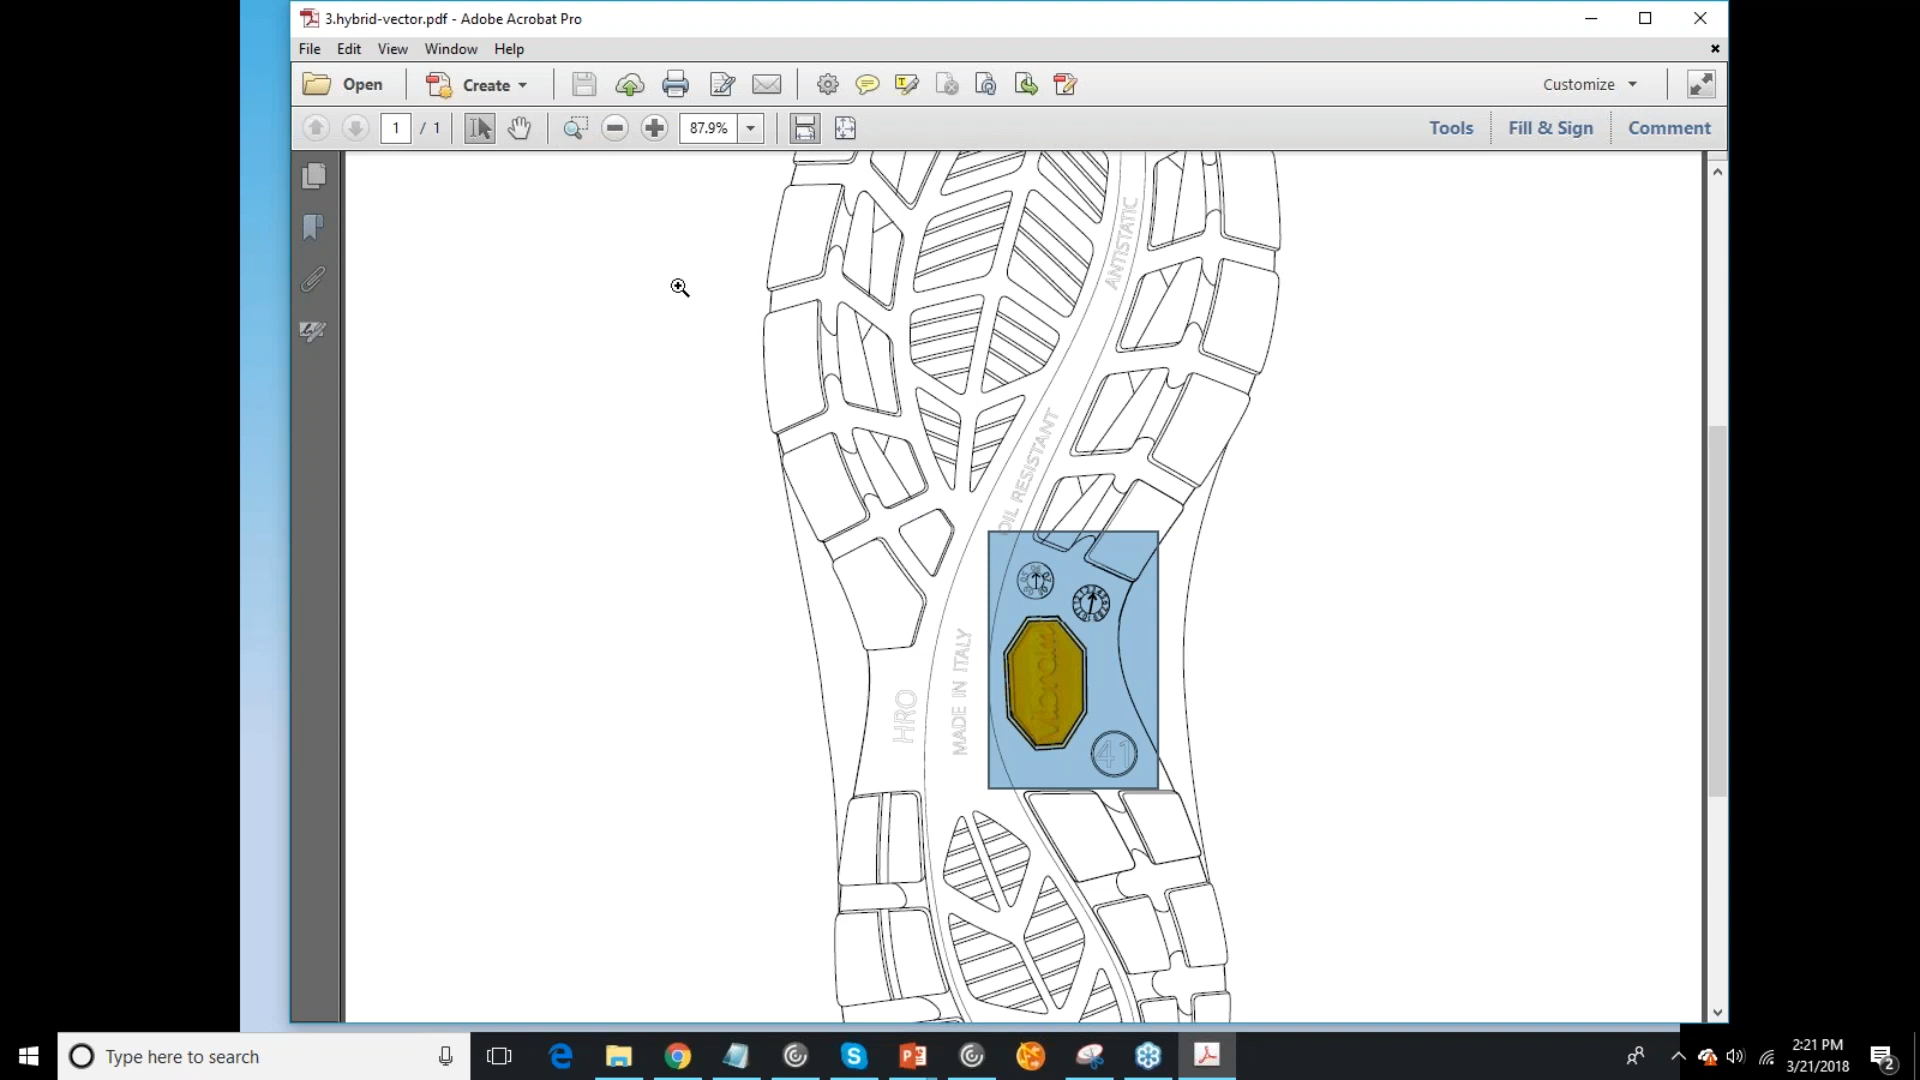 3.hybrid-vector.pdf - Adobe Acrobat Pro
File Edit View Window Help
Open Create Customize
1 / 1 87.9% Tools Fill & Sign Comment
ANTISTATIC
OIL RESISTANT
MADE IN ITALY
HRO
vibram
41
Type here to search
2:21 PM
3/21/2018
2